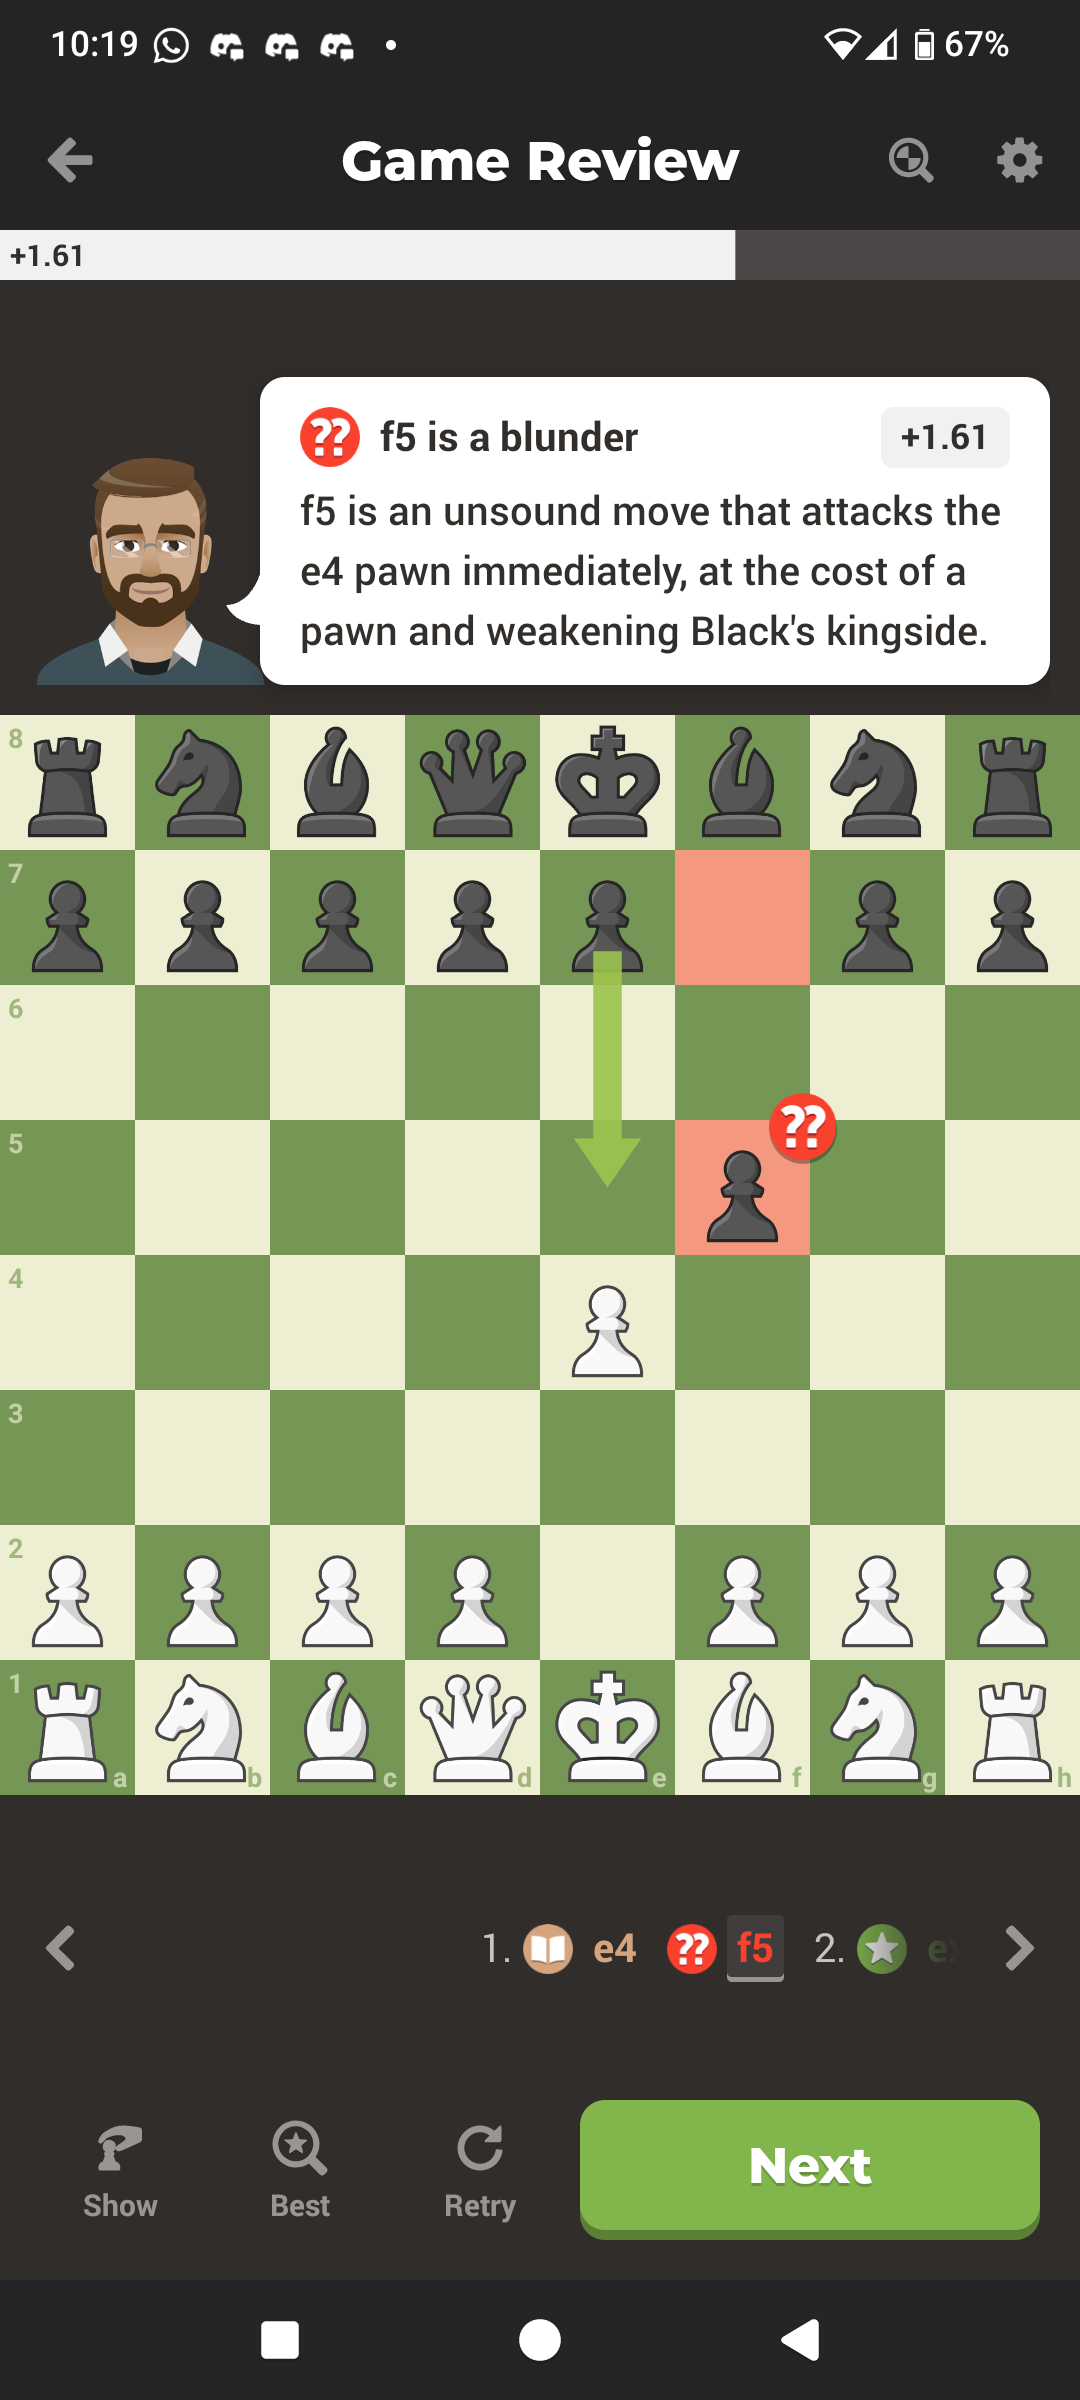 10:19
67%
Game Review
+1.61
?? f5 is a blunder +1.61
f5 is an unsound move that attacks the
e4 pawn immediately, at the cost of a
pawn and weakening Black's kingside.
8
7
6
5
??
4
3
2
1
a b c d e f g h
1. e4 ?? f5 2.
Show Best Retry Next